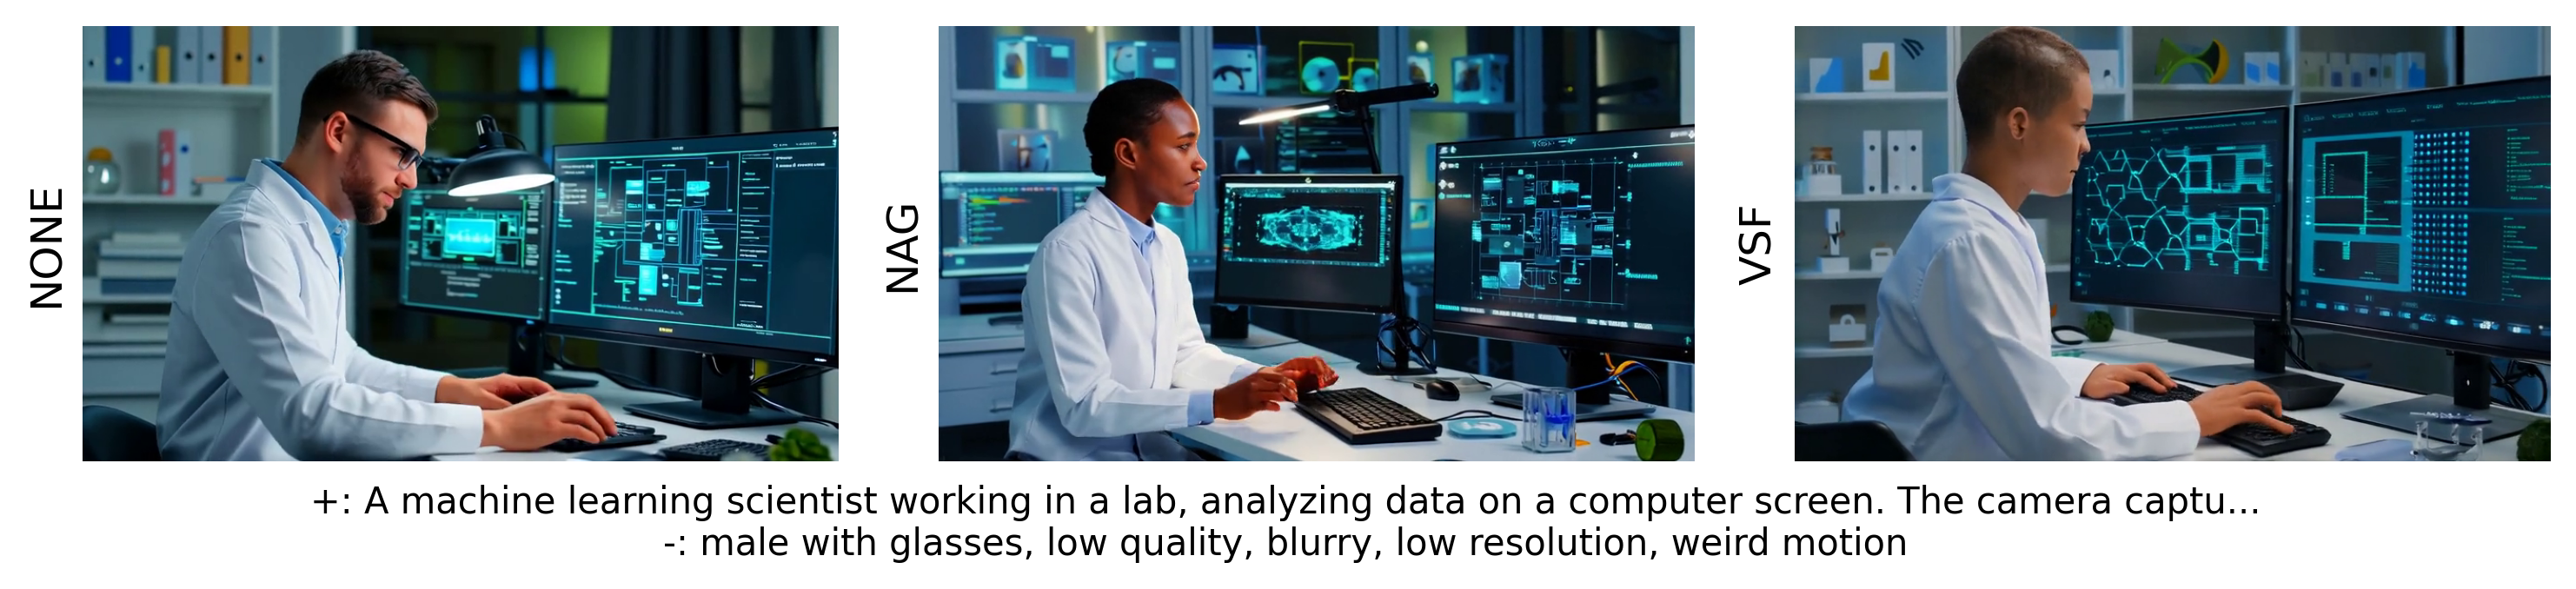 NONE
NAG
VSF
+: A machine learning scientist working in a lab, analyzing data on a computer screen. The camera captu...
-: male with glasses, low quality, blurry, low resolution, weird motion